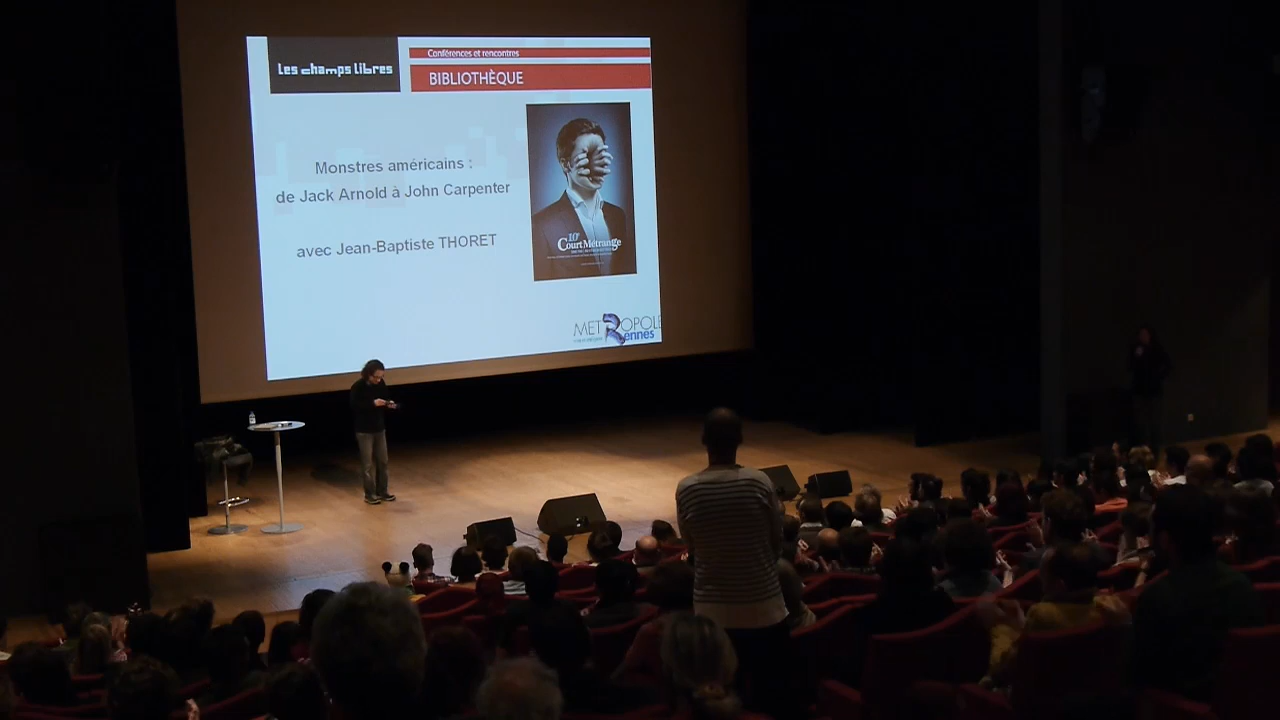 Les champs libres
Conférences et rencontres
BIBLIOTHÈQUE
Monstres américains :
de Jack Arnold à John Carpenter
avec Jean-Baptiste THORET
10e
Court Métrange
METROPOLE
Rennes